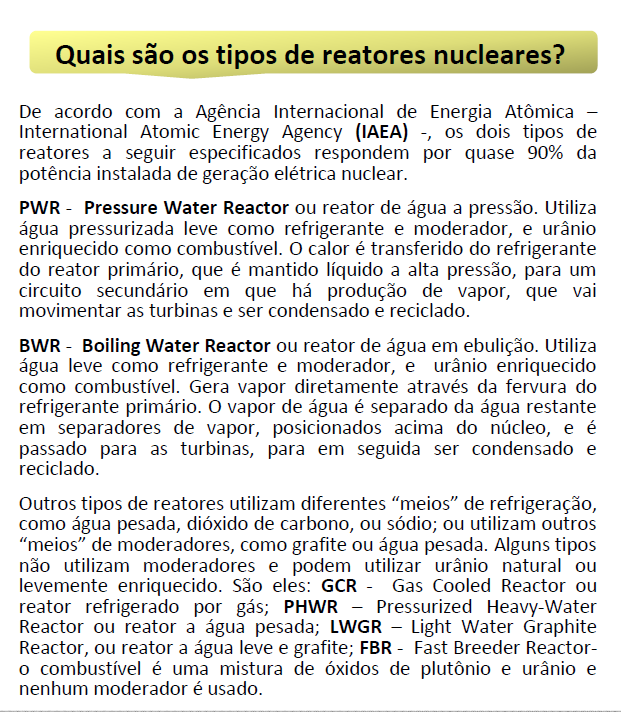 Quais são os tipos de reatores nucleares?
De acordo com a Agência Internacional de Energia Atômica –
International Atomic Energy Agency (IAEA) -, os dois tipos de
reatores a seguir especificados respondem por quase 90% da
potência instalada de geração elétrica nuclear.
PWR - Pressure Water Reactor ou reator de água a pressão. Utiliza
água pressurizada leve como refrigerante e moderador, e urânio
enriquecido como combustível. O calor é transferido do refrigerante
do reator primário, que é mantido líquido a alta pressão, para um
circuito secundário em que há produção de vapor, que vai
movimentar as turbinas e ser condensado e reciclado.
BWR - Boiling Water Reactor ou reator de água em ebulição. Utiliza
água leve como refrigerante e moderador, e urânio enriquecido
como combustível. Gera vapor diretamente através da fervura do
refrigerante primário. O vapor de água é separado da água restante
em separadores de vapor, posicionados acima do núcleo, e é
passado para as turbinas, para em seguida ser condensado e
reciclado.
Outros tipos de reatores utilizam diferentes “meios” de refrigeração,
como água pesada, dióxido de carbono, ou sódio; ou utilizam outros
“meios” de moderadores, como grafite ou água pesada. Alguns tipos
não utilizam moderadores e podem utilizar urânio natural ou
levemente enriquecido. São eles: GCR - Gas Cooled Reactor ou
reator refrigerado por gás; PHWR – Pressurized Heavy-Water
Reactor ou reator a água pesada; LWGR – Light Water Graphite
Reactor, ou reator a água leve e grafite; FBR - Fast Breeder Reactor-
o combustível é uma mistura de óxidos de plutônio e urânio e
nenhum moderador é usado.